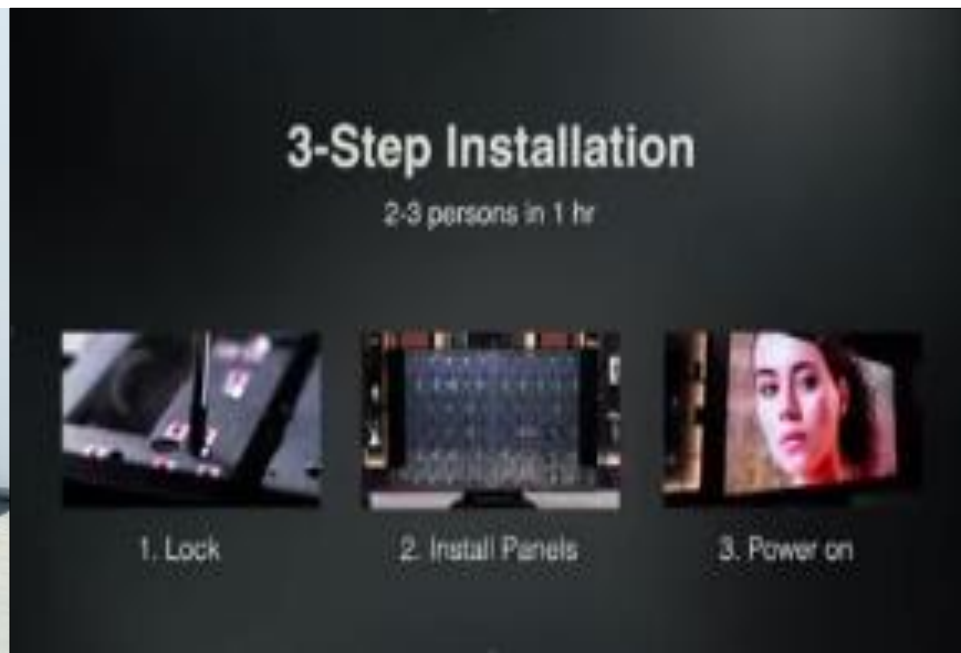 3-Step Installation
2-3 persons in 1 hr
1. Lock
2. Install Panels
3. Power on